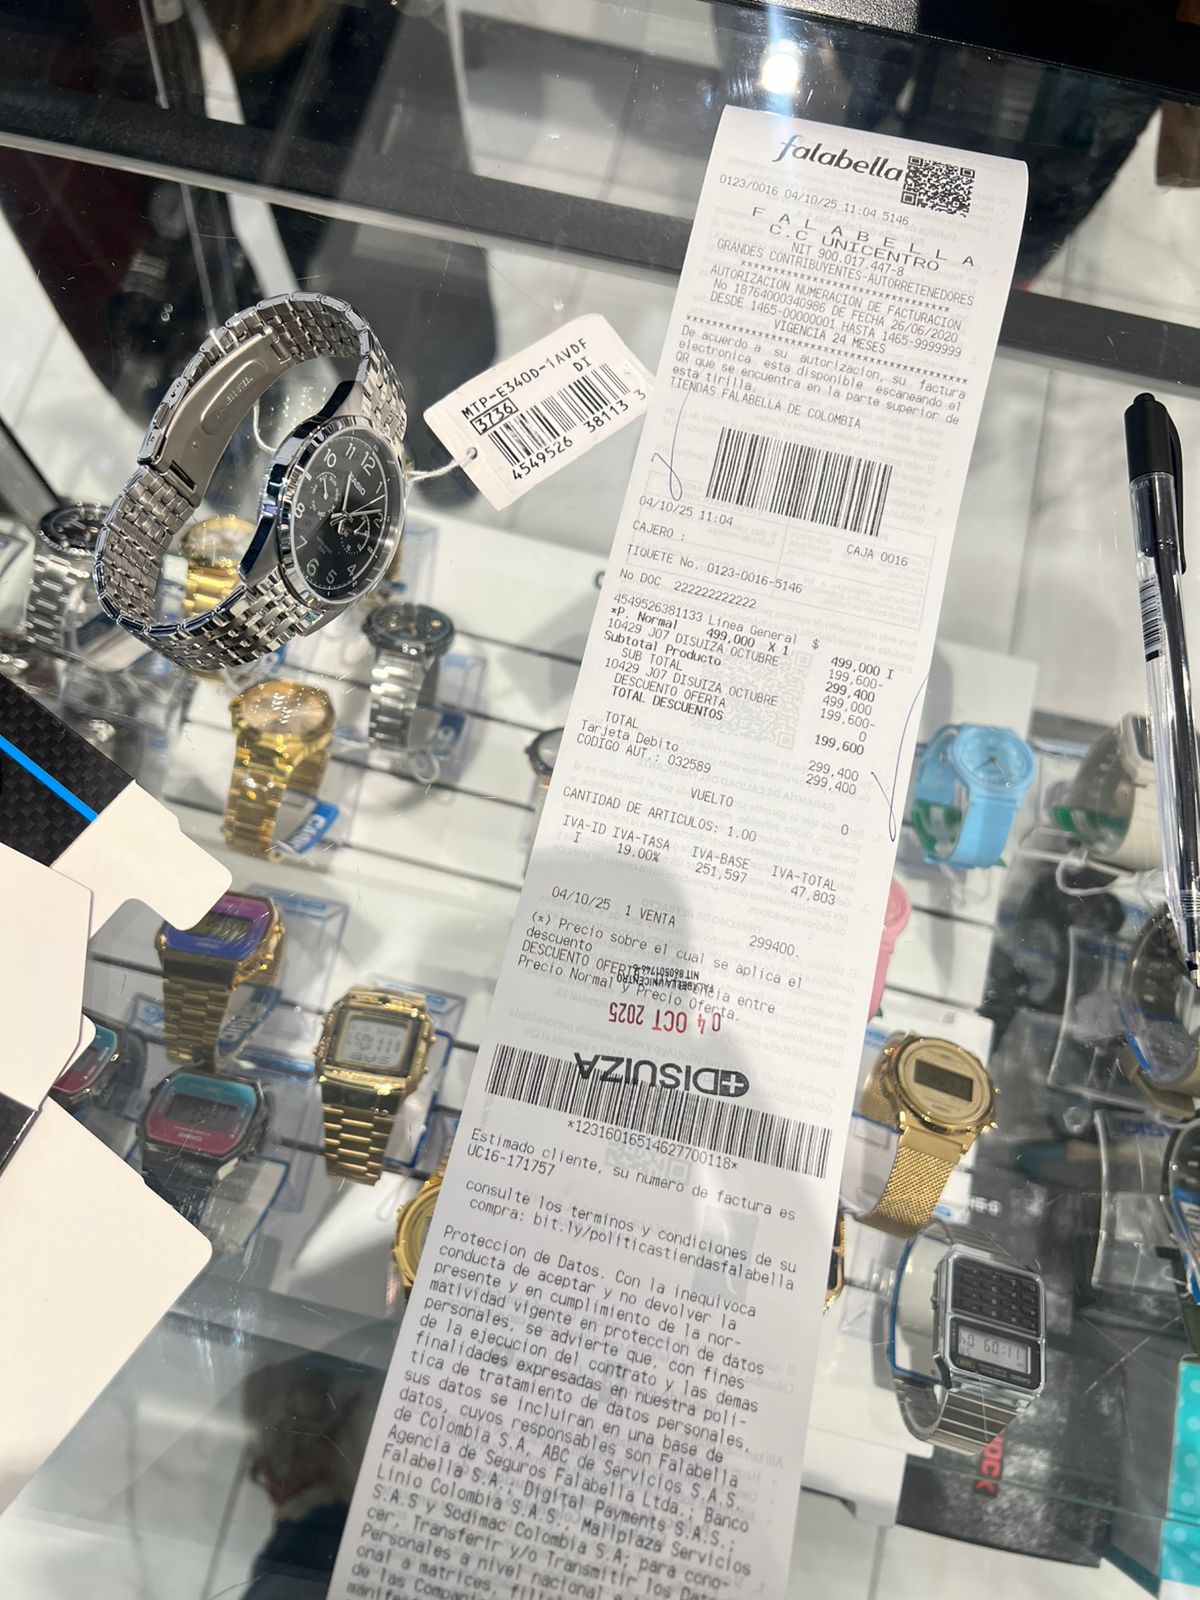 falabella
0123/0016 04/10/25 11:04 5146
F A L A B E L L A
C.C UNICENTRO
NIT 900.017.447-8
GRANDES CONTRIBUYENTES-AUTORRETENEDORES
AUTORIZACION NUMERACION DE FACTURACION
No 18764000340986 DE FECHA 26/06/2020
DESDE 1465-00000001 HASTA 1465-9999999
VIGENCIA 24 MESES
De acuerdo a su autorizacion, su factura
electronica esta disponible escaneando el
QR que se encuentra en la parte superior de
esta tirilla.
TIENDAS FALABELLA DE COLOMBIA
04/10/25 11:04
CAJERO : CAJA 0016
TIQUETE No. 0123-0016-5146
No DOC 222222222222
4549526381133 Linea General $ 499,000 I
*P. Normal 499,000 X 1
10429 J07 DISUIZA OCTUBRE 199,600-
Subtotal Producto 299,400
SUB TOTAL 499,000
10429 J07 DISUIZA OCTUBRE 199,600-
DESCUENTO OFERTA 0
TOTAL DESCUENTOS 199,600
TOTAL 299,400
Tarjeta Debito 299,400
CODIGO AUT.: 032589
VUELTO 0
CANTIDAD DE ARTICULOS: 1.00
IVA-ID IVA-TASA IVA-BASE IVA-TOTAL
I 19.00% 251,597 47,803
04/10/25 1 VENTA 299400.
(*) Precio sobre el cual se aplica el
descuento
DESCUENTO OFERTA entre
Precio Normal y Precio Oferta.
FALABELLA UNICENTRO
04 OCT 2025
DISUIZA
*12316016514627700118*
Estimado cliente, su numero de factura es
UC16-171757
consulte los terminos y condiciones de su
compra: bit.ly/politicastiendasfalabella
Proteccion de Datos. Con la inequivoca
conducta de aceptar y no devolver la
presente y en cumplimiento de la nor-
matividad vigente en proteccion de datos
personales, se advierte que, con fines
de la ejecucion del contrato y las demas
finalidades expresadas en nuestra poli-
tica de tratamiento de datos personales,
sus datos se incluiran en una base de
datos, cuyos responsables son Falabella
de Colombia S.A, ABC de Servicios S.A.S,
Agencia de Seguros Falabella Ltda., Banco
Falabella S.A., Digital Payments S.A.S.,
Linio Colombia S.A.S., Mallplaza Servicios
S.A.S y Sodimac Colombia S.A; para cono-
cer, Transferir y/o Transmitir los Datos
Personales a nivel nacional
onal a matrices,
de las
MTP-E340D-1AVDF
3736 DI
4549526 38113 3
CASIO